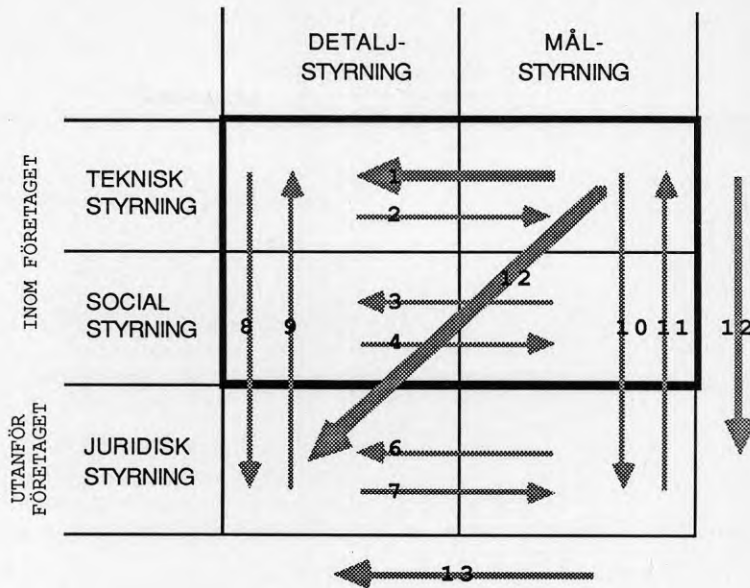 DETALJ-
STYRNING
MÅL-
STYRNING
INOM FÖRETAGET
TEKNISK
STYRNING
1
2
12
SOCIAL
STYRNING
3
4
8
9
10
11
12
UTANFÖR
FÖRETAGET
JURIDISK
STYRNING
6
7
13